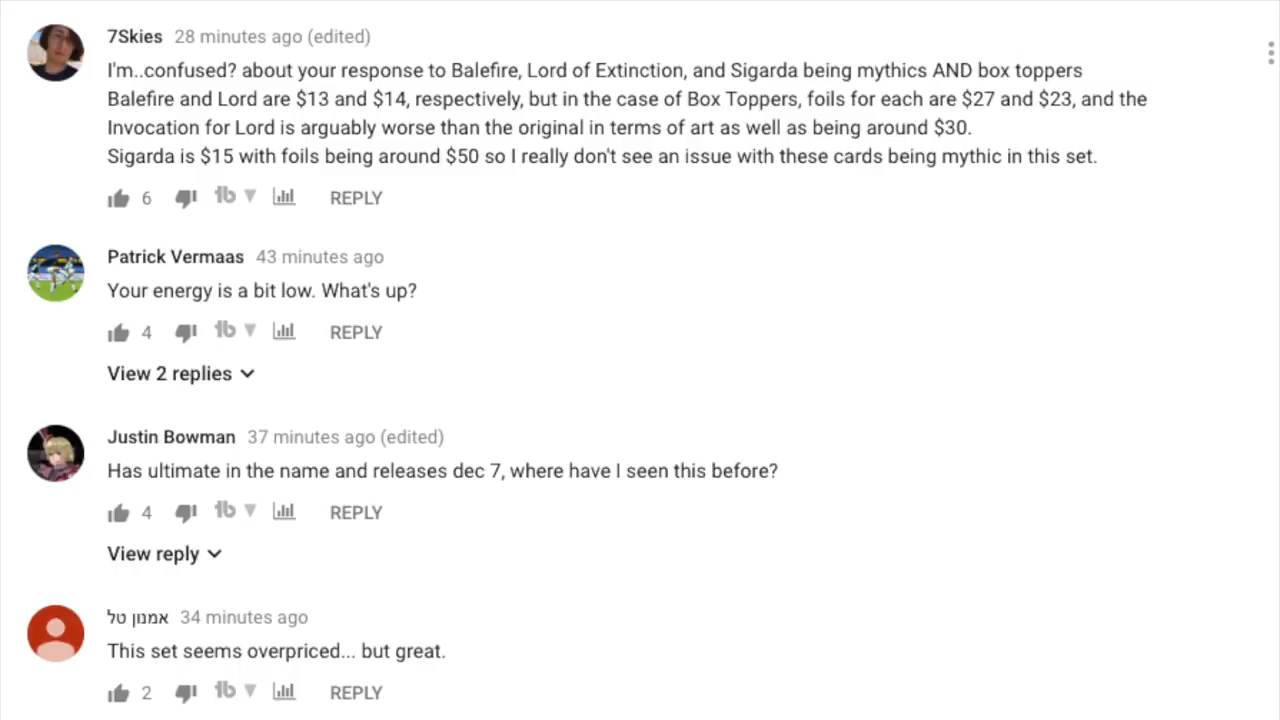 7Skies 28 minutes ago (edited)
I'm..confused? about your response to Balefire, Lord of Extinction, and Sigarda being mythics AND box toppers
Balefire and Lord are $13 and $14, respectively, but in the case of Box Toppers, foils for each are $27 and $23, and the
Invocation for Lord is arguably worse than the original in terms of art as well as being around $30.
Sigarda is $15 with foils being around $50 so I really don't see an issue with these cards being mythic in this set.
6 tb REPLY
Patrick Vermaas 43 minutes ago
Your energy is a bit low. What's up?
4 tb REPLY
View 2 replies
Justin Bowman 37 minutes ago (edited)
Has ultimate in the name and releases dec 7, where have I seen this before?
4 tb REPLY
View reply
אמנון טל 34 minutes ago
This set seems overpriced... but great.
2 tb REPLY